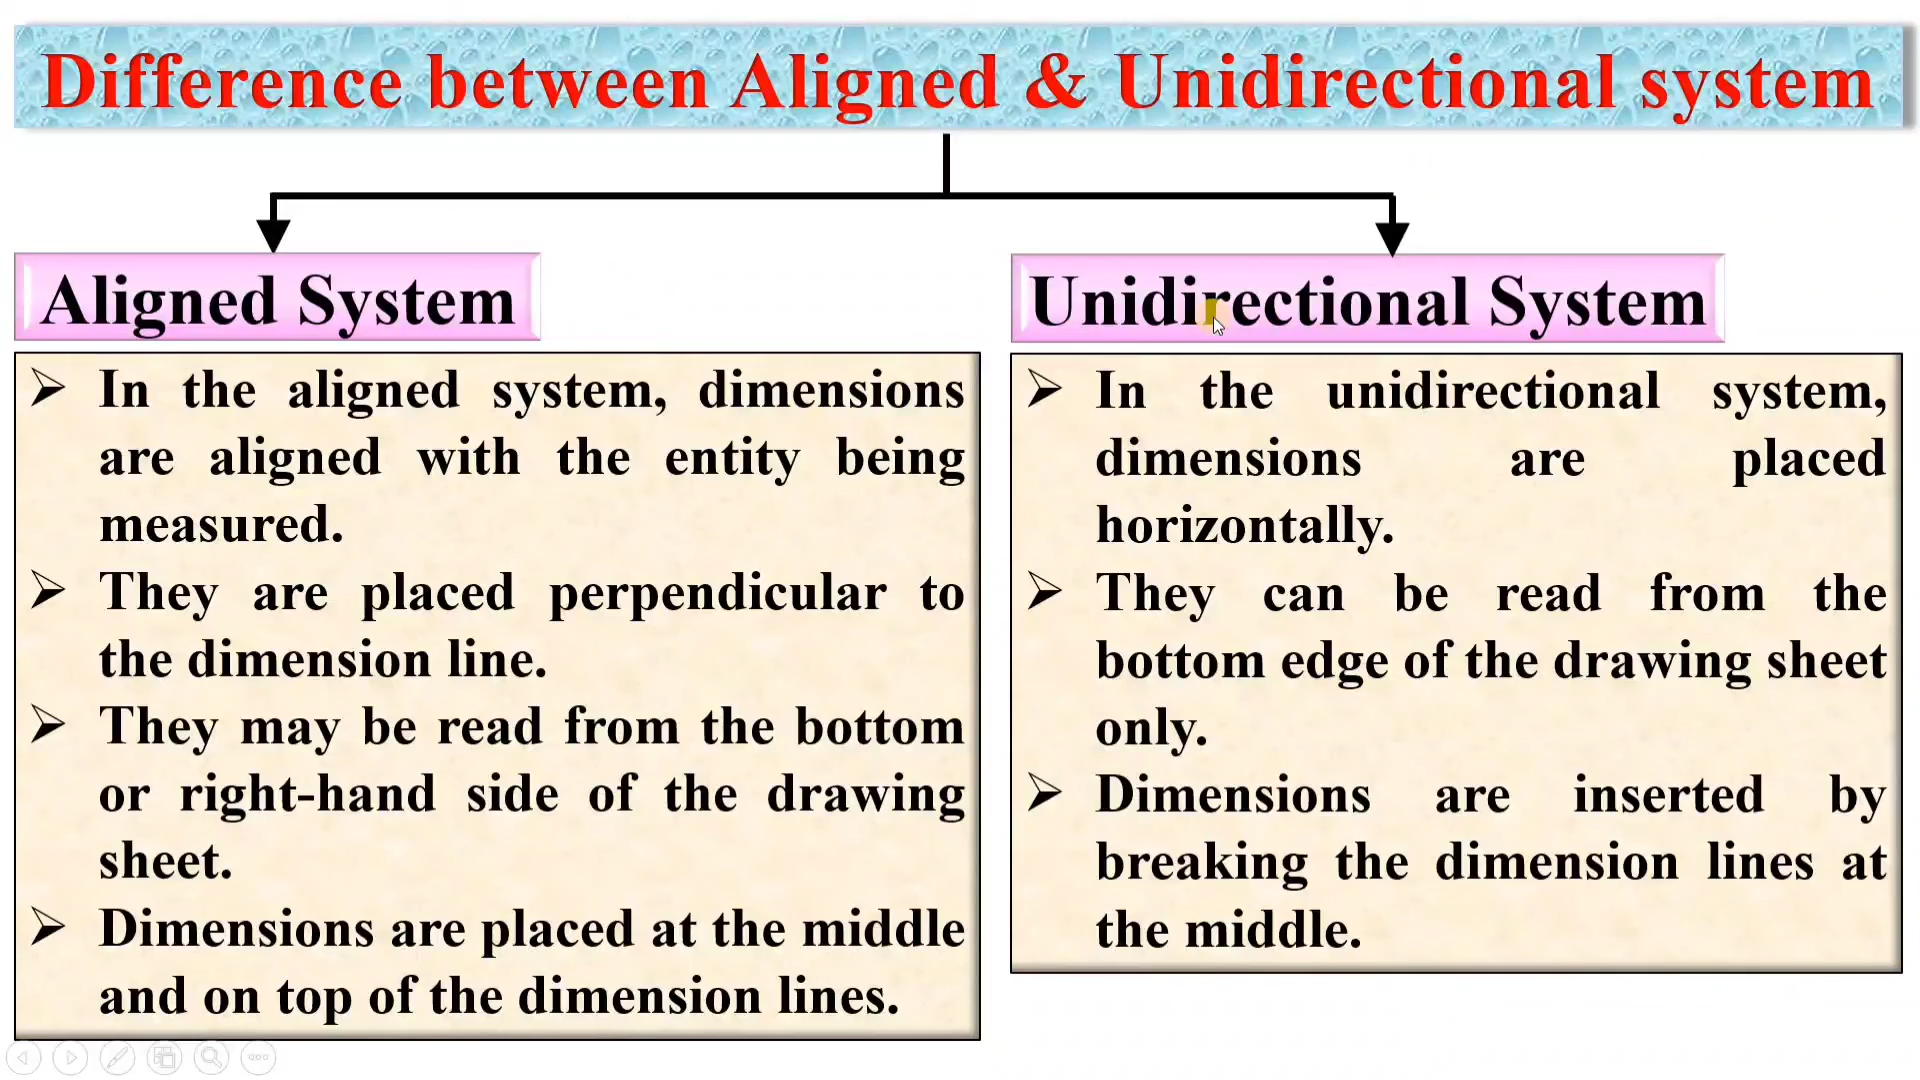 Difference between Aligned & Unidirectional system
Aligned System
➢ In the aligned system, dimensions
are aligned with the entity being
measured.
➢ They are placed perpendicular to
the dimension line.
➢ They may be read from the bottom
or right-hand side of the drawing
sheet.
➢ Dimensions are placed at the middle
and on top of the dimension lines.
Unidirectional System
➢ In the unidirectional system,
dimensions are placed
horizontally.
➢ They can be read from the
bottom edge of the drawing sheet
only.
➢ Dimensions are inserted by
breaking the dimension lines at
the middle.